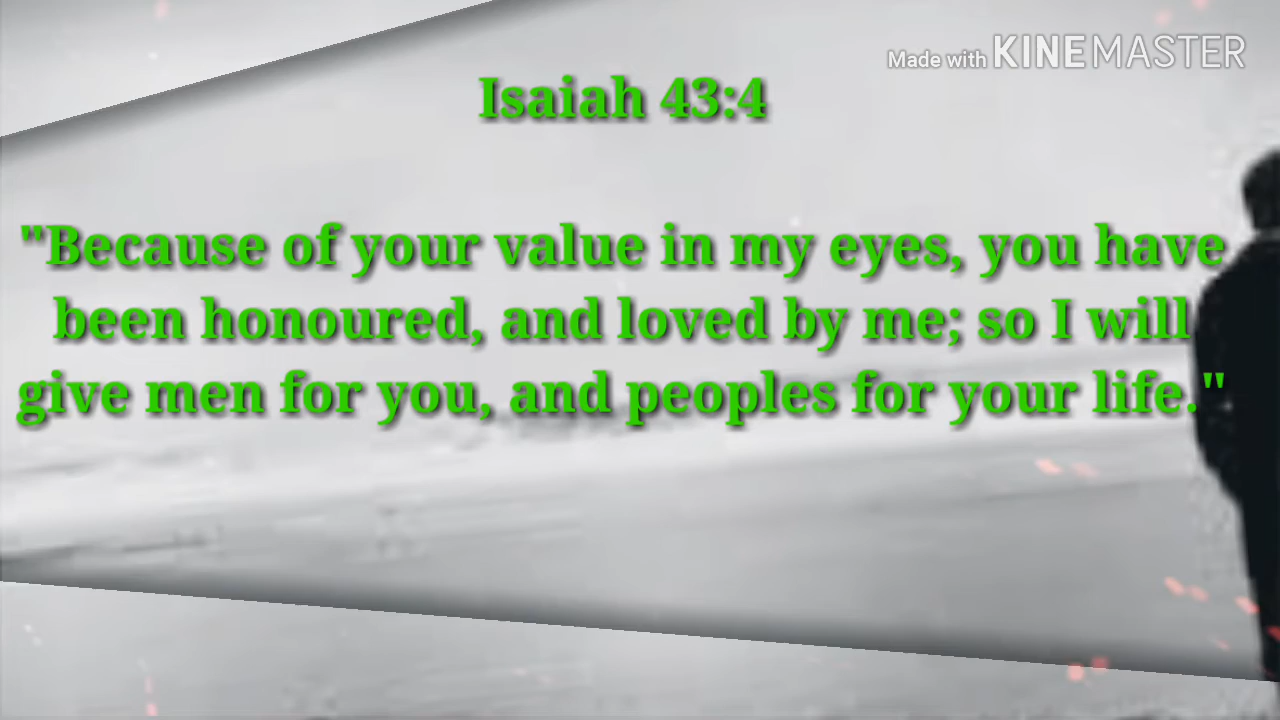 Made with KINEMASTER
Isaiah 43:4
"Because of your value in my eyes, you have
been honoured, and loved by me; so I will
give men for you, and peoples for your life."